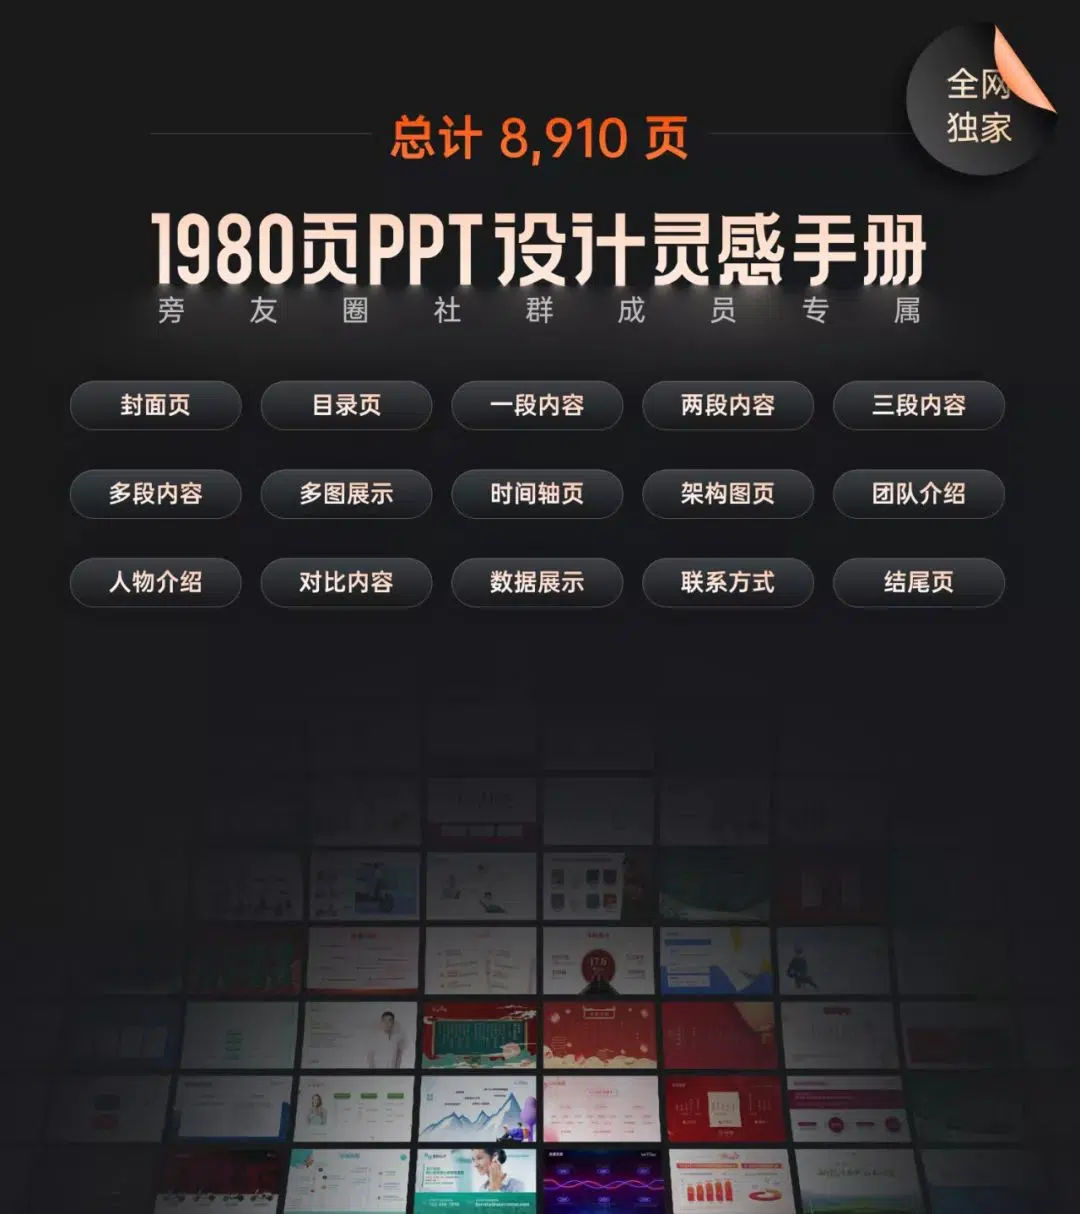 全网
独家
总计 8,910 页
1980页PPT设计灵感手册
旁友圈社群成员专属
封面页 目录页 一段内容 两段内容 三段内容
多段内容 多图展示 时间轴页 架构图页 团队介绍
人物介绍 对比内容 数据展示 联系方式 结尾页